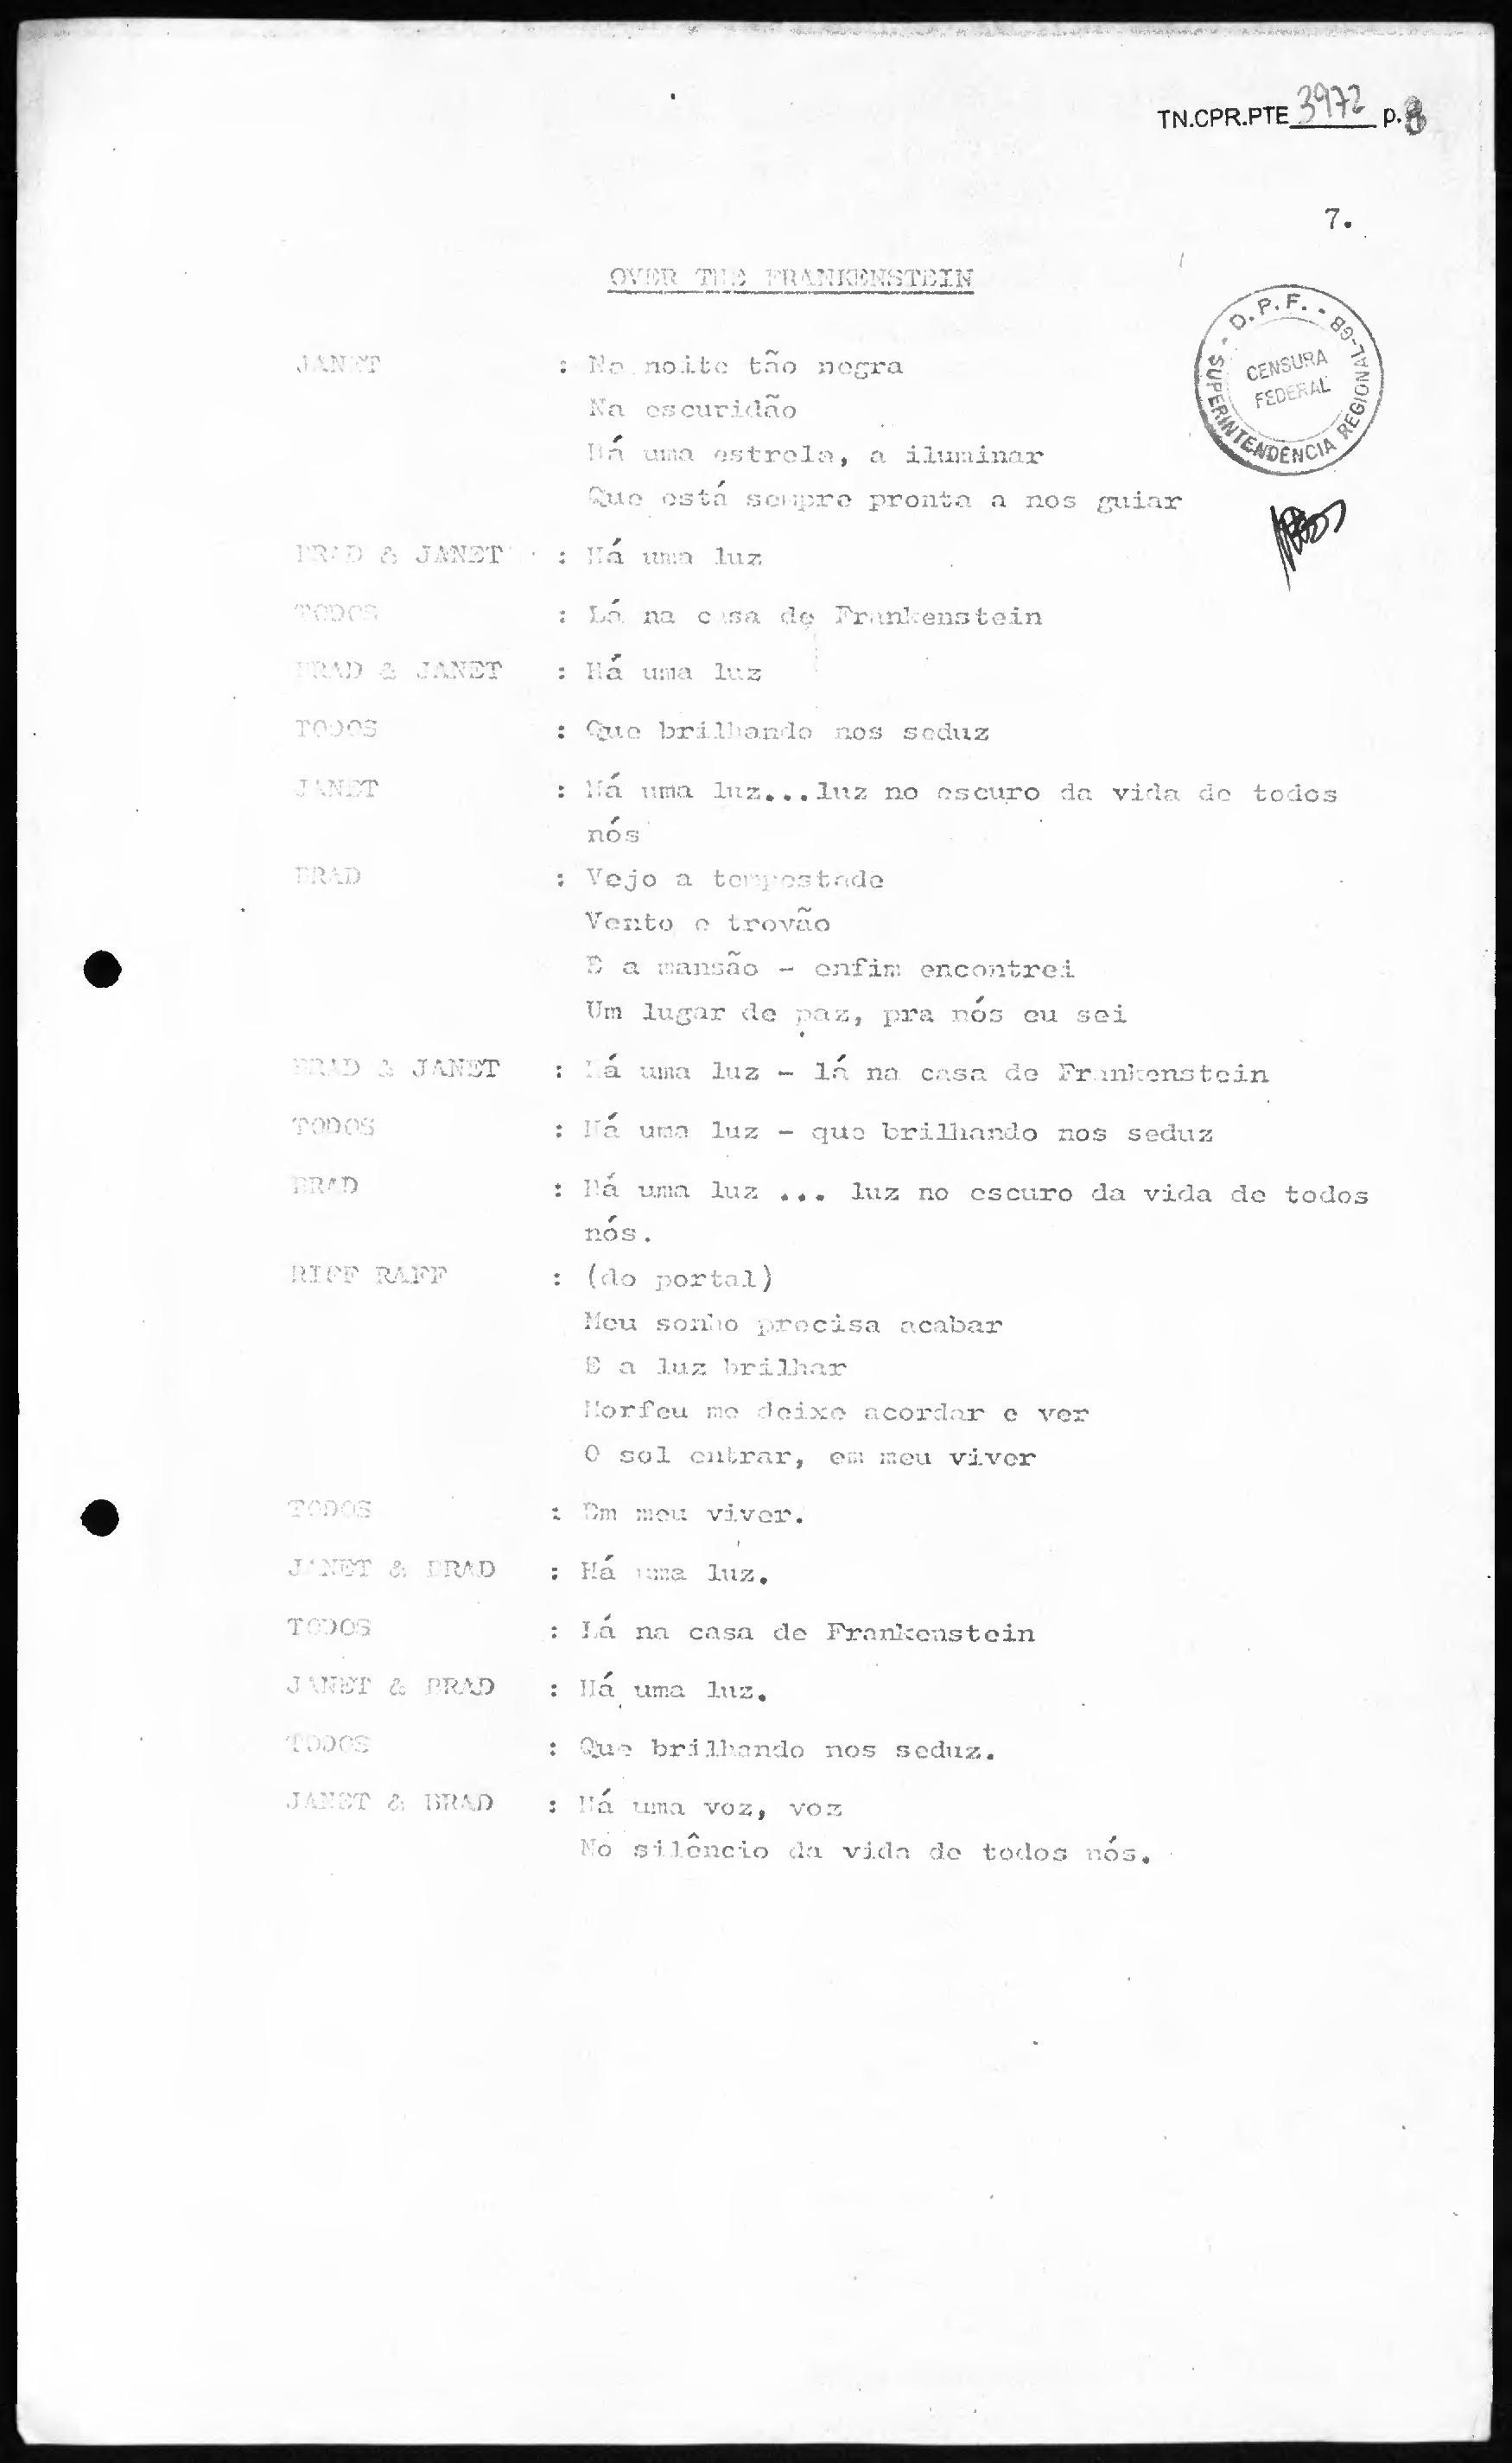 TN.CPR.PTE 3972 p.8
7.
OVER THE FRANKENSTEIN
D.P.F. - SUPERINTENDÊNCIA REGIONAL-GB
CENSURA
FEDERAL
JANET : Na noite tão negra
Na escuridão
Há uma estrela, a iluminar
Que está sempre pronta a nos guiar
BRAD & JANET : Há uma luz
TODOS : Lá na casa de Frankenstein
BRAD & JANET : Há uma luz
TODOS : Que brilhando nos seduz
JANET : Há uma luz...luz no escuro da vida de todos
nós
BRAD : Vejo a tempestade
Vento e trovão
E a mansão - enfim encontrei
Um lugar de paz, pra nós eu sei
BRAD & JANET : Há uma luz - lá na casa de Frankenstein
TODOS : Há uma luz - que brilhando nos seduz
BRAD : Há uma luz ... luz no escuro da vida de todos
nós.
RIFF RAFF : (do portal)
Meu sonho precisa acabar
E a luz brilhar
Morfeu me deixe acordar e ver
O sol entrar, em meu viver
TODOS : Em meu viver.
JANET & BRAD : Há uma luz.
TODOS : Lá na casa de Frankenstein
JANET & BRAD : Há uma luz.
TODOS : Que brilhando nos seduz.
JANET & BRAD : Há uma voz, voz
No silêncio da vida de todos nós.